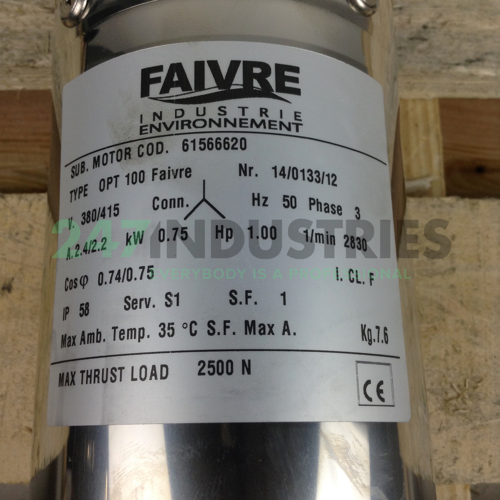 FAIVRE
INDUSTRIE
ENVIRONNEMENT
SUB. MOTOR COD. 61566620
TYPE OPT 100 Faivre Nr. 14/0133/12
V. 380/415 Conn. Hz 50 Phase 3
A. 2.4/2.2 kW 0.75 Hp 1.00 1/min 2830
Cosφ 0.74/0.75 I. CL. F
IP 58 Serv. S1 S.F. 1
Max Amb. Temp. 35 °C S.F. Max A. Kg.7.6
MAX THRUST LOAD 2500 N
CE
247INDUSTRIES
EVERYBODY IS A PROFESSIONAL